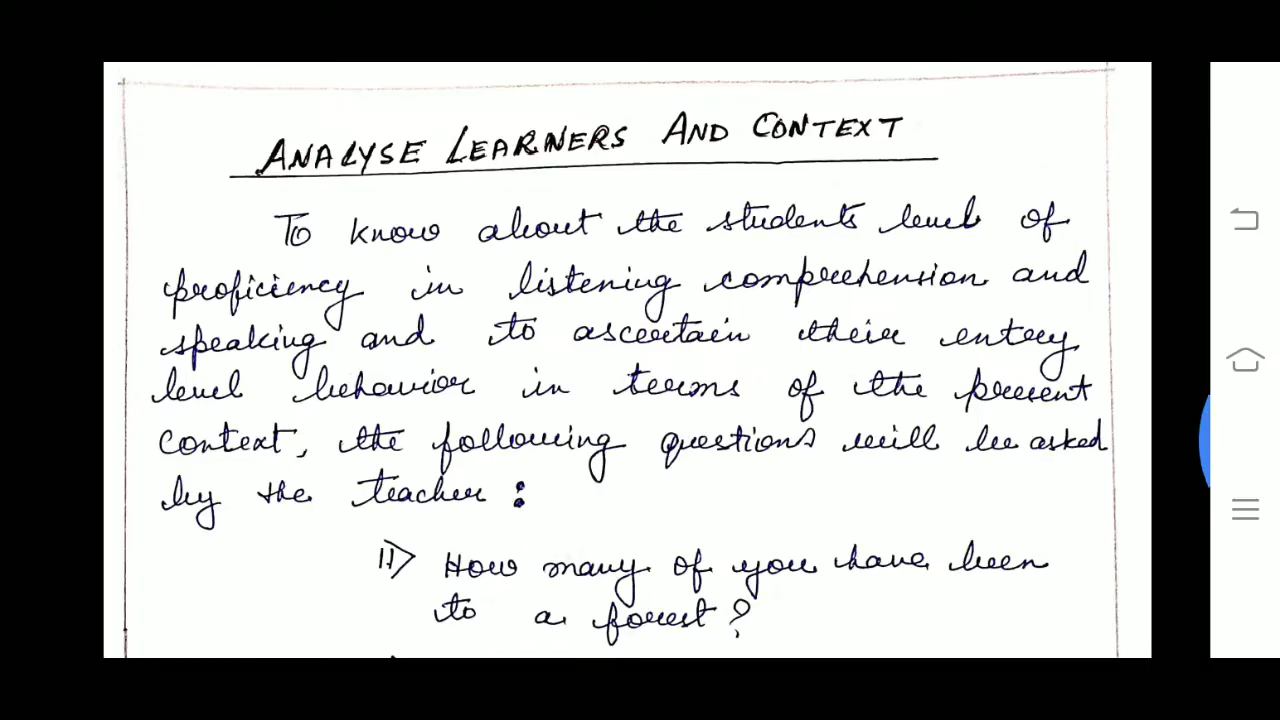 ANALYSE LEARNERS AND CONTEXT
To know about the students level of
proficiency in listening comprehension and
speaking and to ascertain their entry
level behavior in terms of the present
context, the following questions will be asked
by the teacher :
1) How many of you have been
to a forest ?